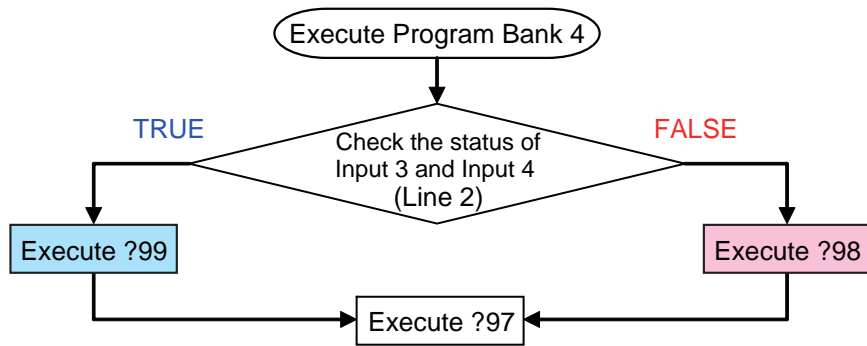 Execute Program Bank 4
TRUE
FALSE
Check the status of
Input 3 and Input 4
(Line 2)
Execute ?99
Execute ?98
Execute ?97